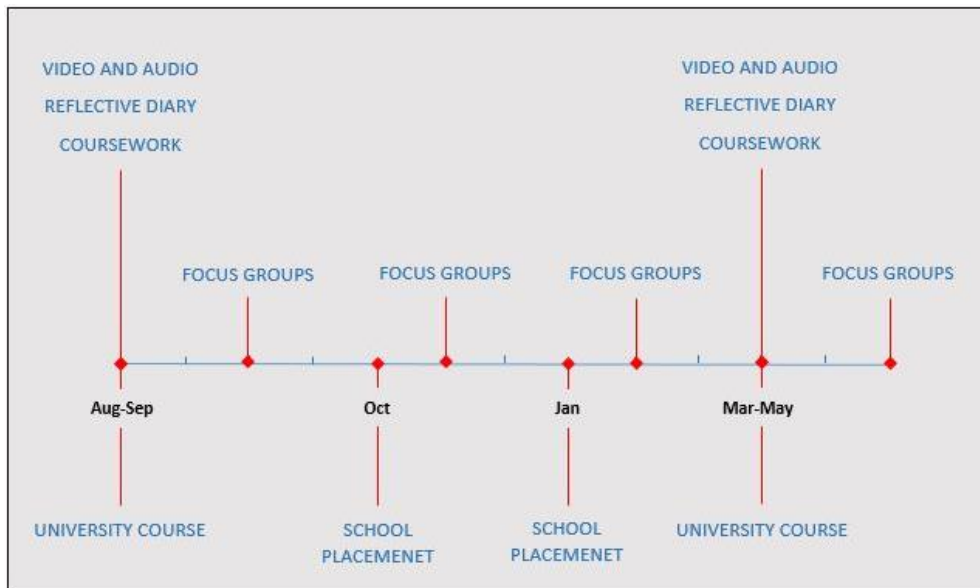 VIDEO AND AUDIO
REFLECTIVE DIARY
COURSEWORK
VIDEO AND AUDIO
REFLECTIVE DIARY
COURSEWORK
FOCUS GROUPS
FOCUS GROUPS
FOCUS GROUPS
FOCUS GROUPS
Aug-Sep
Oct
Jan
Mar-May
UNIVERSITY COURSE
SCHOOL
PLACEMENET
SCHOOL
PLACEMENET
UNIVERSITY COURSE